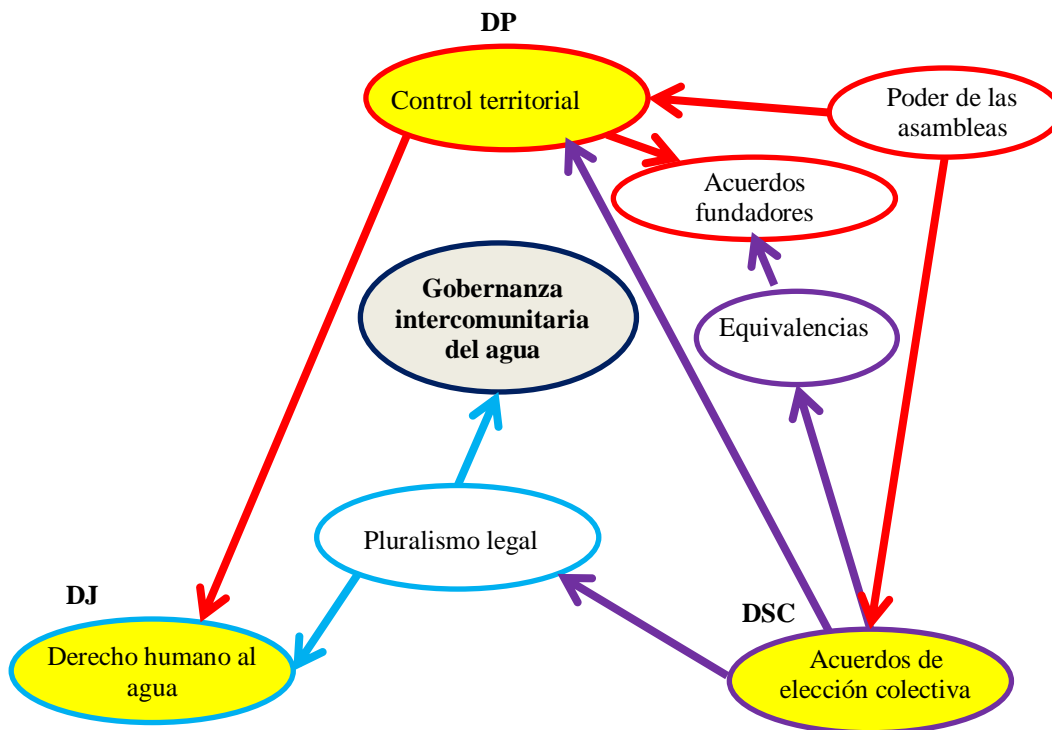 DP
Control territorial
Poder de las
asambleas
Acuerdos
fundadores
Gobernanza
intercomunitaria
del agua
Equivalencias
Pluralismo legal
DJ
Derecho humano al
agua
DSC
Acuerdos de
elección colectiva